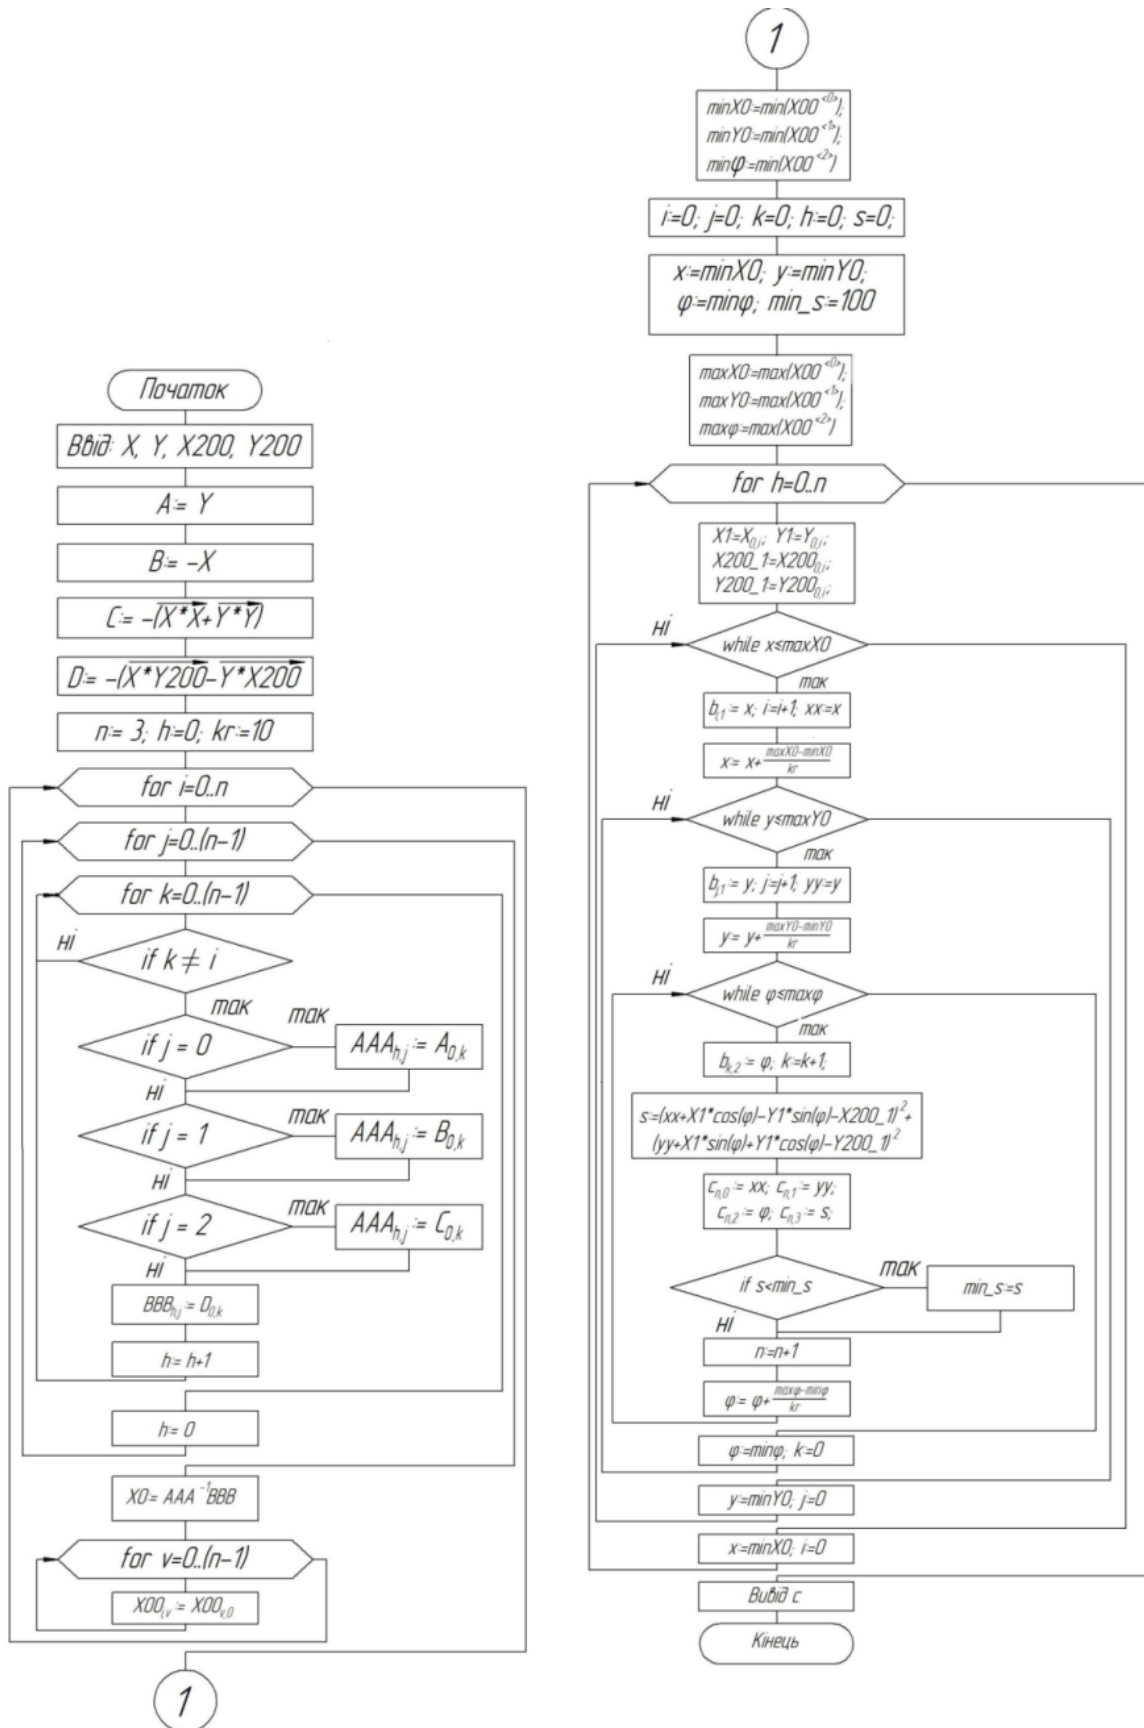 Початок
Ввід: X, Y, X200, Y200
A:= Y
B:= -X
C:= -(X*X+Y*Y)
D:= -(X*Y200-Y*X200
n:= 3; h:=0; kr:=10
for i=0..n
for j=0..(n-1)
for k=0..(n-1)
ні
if k ≠ i
так
if j = 0
так
AAAh,j := A0,k
ні
if j = 1
так
AAAh,j := B0,k
ні
if j = 2
так
AAAh,j := C0,k
ні
BBBh,j := D0,k
h:= h+1
h:= 0
X0:= AAA⁻¹BBB
for v=0..(n-1)
X00i,v := X00v,0
1
1
minX0:=min(X00<0>);
minY0:=min(X00<1>);
minφ:=min(X00<2>)
i:=0; j=0; k=0; h:=0; s=0;
x:=minX0; y:=minY0;
φ:=minφ; min_s:=100
maxX0:=max(X00<0>);
maxY0:=max(X00<1>);
maxφ:=max(X00<2>)
for h=0..n
X1:=X0,i; Y1:=Y0,i;
X200_1=X2000,i;
Y200_1=Y2000,i;
ні
while x≤maxX0
так
bi,1 := x; i:=i+1; xx:=x
x:= x+(maxX0-minX0)/kr
ні
while y≤maxY0
так
bj,1 := y; j:=j+1; yy:=y
y:= y+(maxY0-minY0)/kr
ні
while φ≤maxφ
так
bk,2 := φ; k:=k+1;
s:=(xx+X1*cos(φ)-Y1*sin(φ)-X200_1)²+
(yy+X1*sin(φ)+Y1*cos(φ)-Y200_1)²
cn,0 := xx; cn,1 := yy;
cn,2 := φ; cn,3 := s;
if s<min_s
так
min_s:=s
ні
n:=n+1
φ:= φ+(maxφ-minφ)/kr
φ:=minφ; k:=0
y:=minY0; j:=0
x:=minX0; i:=0
Вивід c
Кінець